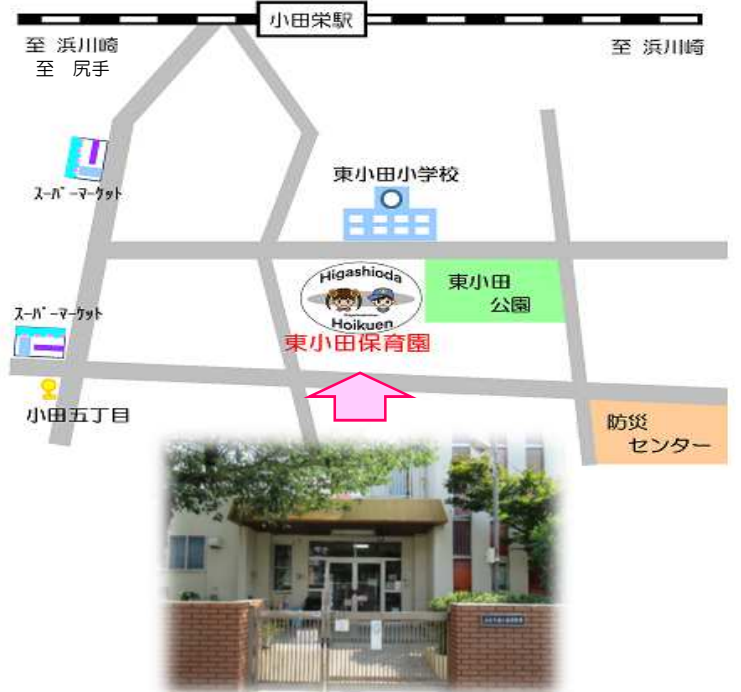 小田栄駅
至 浜川崎
至 尻手
至 浜川崎
スーパーマーケット
東小田小学校
Higashioda
Hoikuen
東小田
公園
スーパーマーケット
東小田保育園
小田五丁目
防災
センター